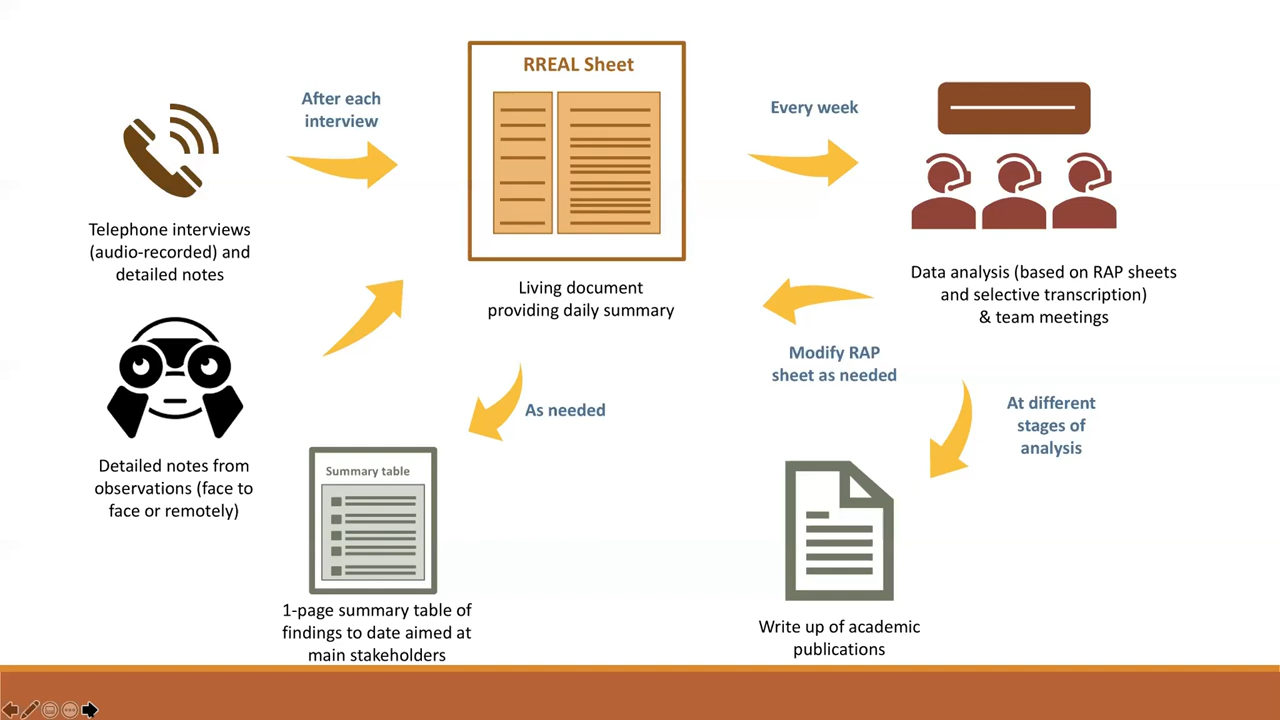 RREAL Sheet
After each
interview
Every week
Telephone interviews
(audio-recorded) and
detailed notes
Living document
providing daily summary
Data analysis (based on RAP sheets
and selective transcription)
& team meetings
Modify RAP
sheet as needed
As needed
At different
stages of
analysis
Detailed notes from
observations (face to
face or remotely)
Summary table
1-page summary table of
findings to date aimed at
main stakeholders
Write up of academic
publications